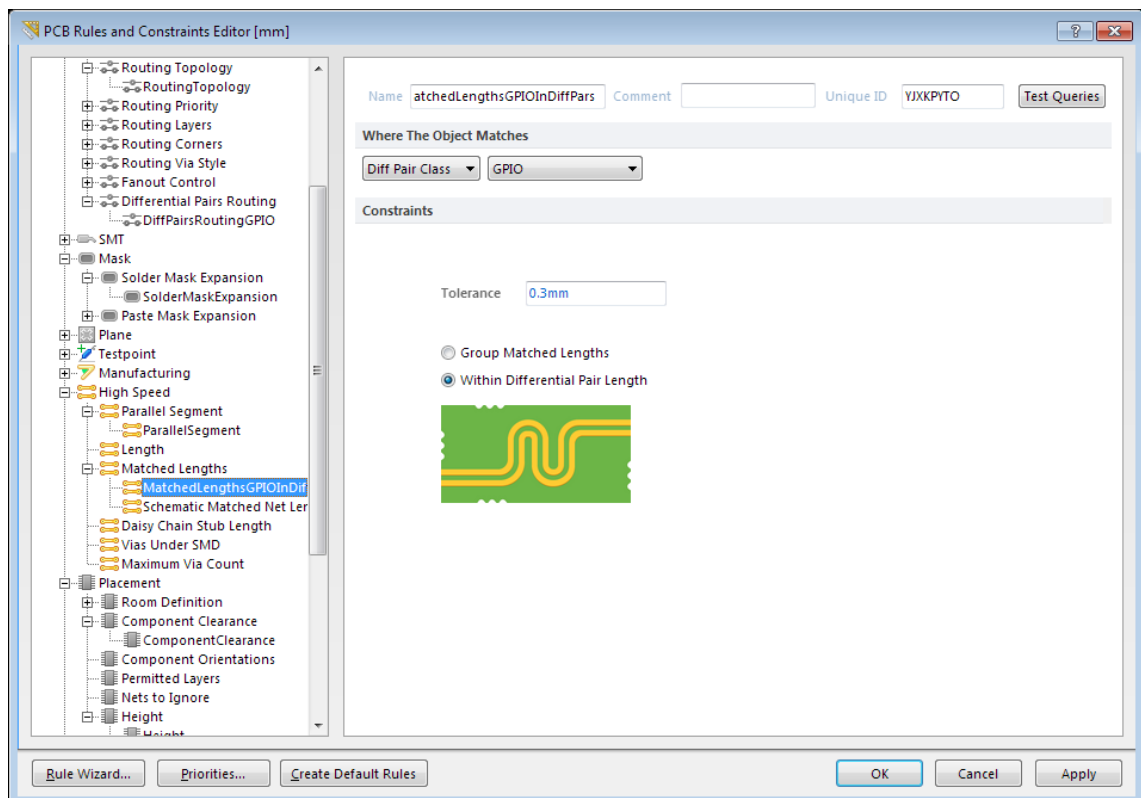 PCB Rules and Constraints Editor [mm]
Routing Topology
RoutingTopology
Routing Priority
Routing Layers
Routing Corners
Routing Via Style
Fanout Control
Differential Pairs Routing
DiffPairsRoutingGPIO
SMT
Mask
Solder Mask Expansion
SolderMaskExpansion
Paste Mask Expansion
Plane
Testpoint
Manufacturing
High Speed
Parallel Segment
ParallelSegment
Length
Matched Lengths
MatchedLengthsGPIOInDif
Schematic Matched Net Ler
Daisy Chain Stub Length
Vias Under SMD
Maximum Via Count
Placement
Room Definition
Component Clearance
ComponentClearance
Component Orientations
Permitted Layers
Nets to Ignore
Height
Height
Name atchedLengthsGPIOInDiffPars Comment Unique ID YJXKPYTO Test Queries
Where The Object Matches
Diff Pair Class GPIO
Constraints
Tolerance 0.3mm
Group Matched Lengths
Within Differential Pair Length
Rule Wizard... Priorities... Create Default Rules OK Cancel Apply